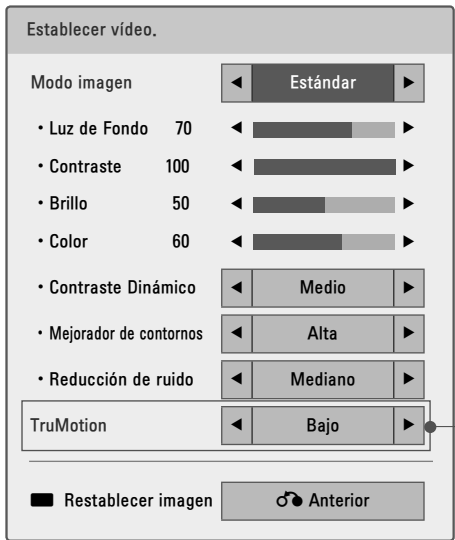 Establecer vídeo.
Modo imagen ◀ Estándar ▶
• Luz de Fondo 70 ◀ ▶
• Contraste 100 ◀ ▶
• Brillo 50 ◀ ▶
• Color 60 ◀ ▶
• Contraste Dinámico ◀ Medio ▶
• Mejorador de contornos ◀ Alta ▶
• Reducción de ruido ◀ Mediano ▶
TruMotion ◀ Bajo ▶
Restablecer imagen Anterior